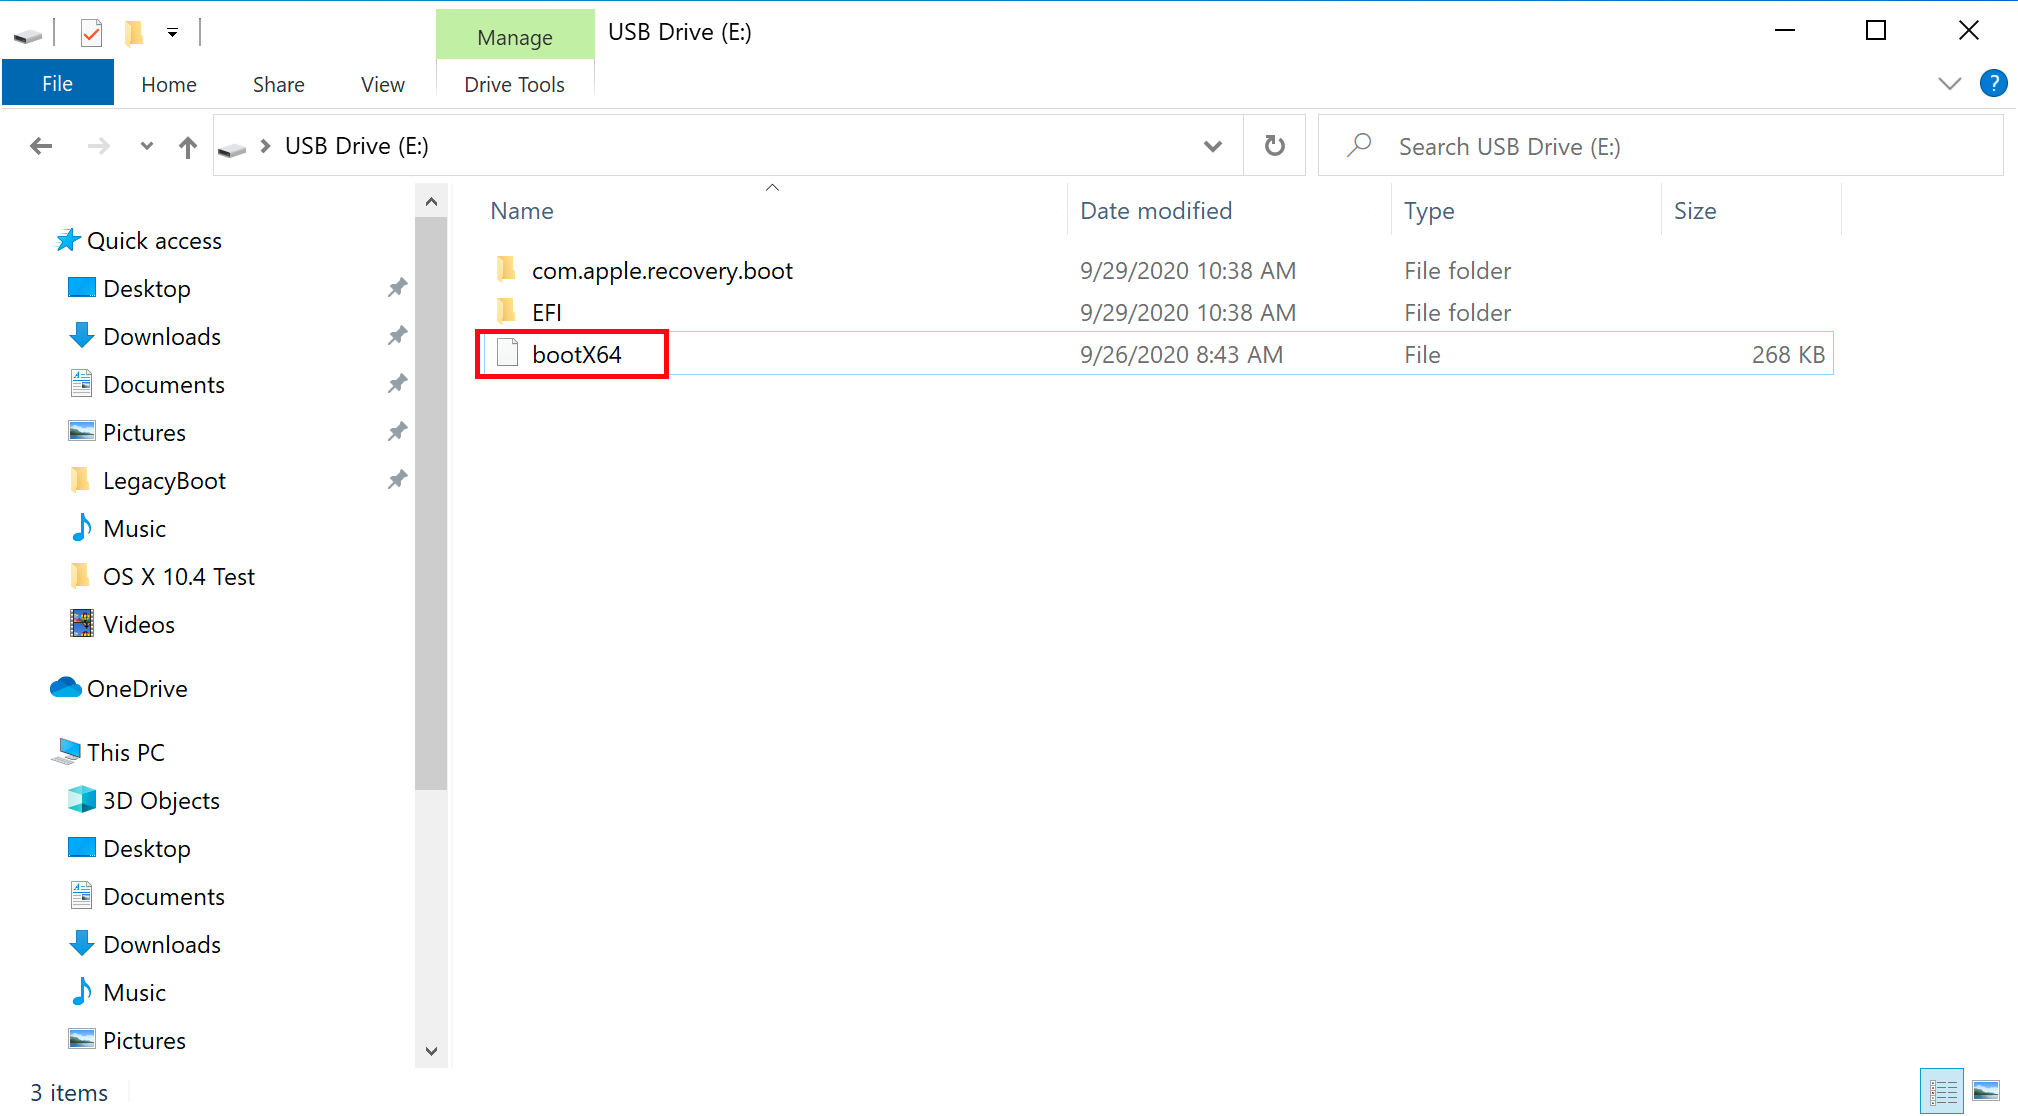 Manage
USB Drive (E:)
File
Home
Share
View
Drive Tools
?
USB Drive (E:)
Search USB Drive (E:)
Name
Date modified
Type
Size
com.apple.recovery.boot
9/29/2020 10:38 AM
File folder
EFI
9/29/2020 10:38 AM
File folder
bootX64
9/26/2020 8:43 AM
File
268 KB
Quick access
Desktop
Downloads
Documents
Pictures
LegacyBoot
Music
OS X 10.4 Test
Videos
OneDrive
This PC
3D Objects
Desktop
Documents
Downloads
Music
Pictures
3 items